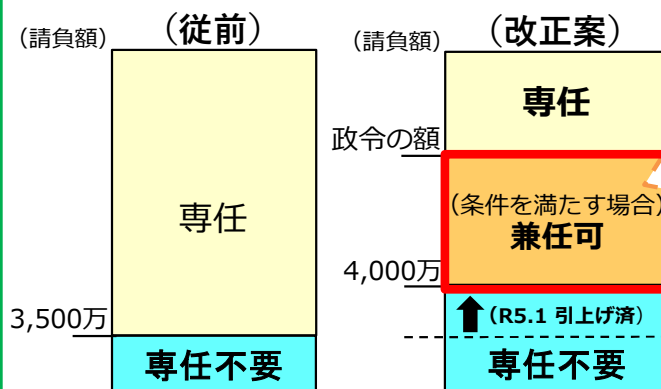 (請負額)
(従前)
専任
3,500万
専任不要
(請負額)
(改正案)
専任
政令の額
(条件を満たす場合)
兼任可
4,000万
(R5.1 引上げ済)
専任不要